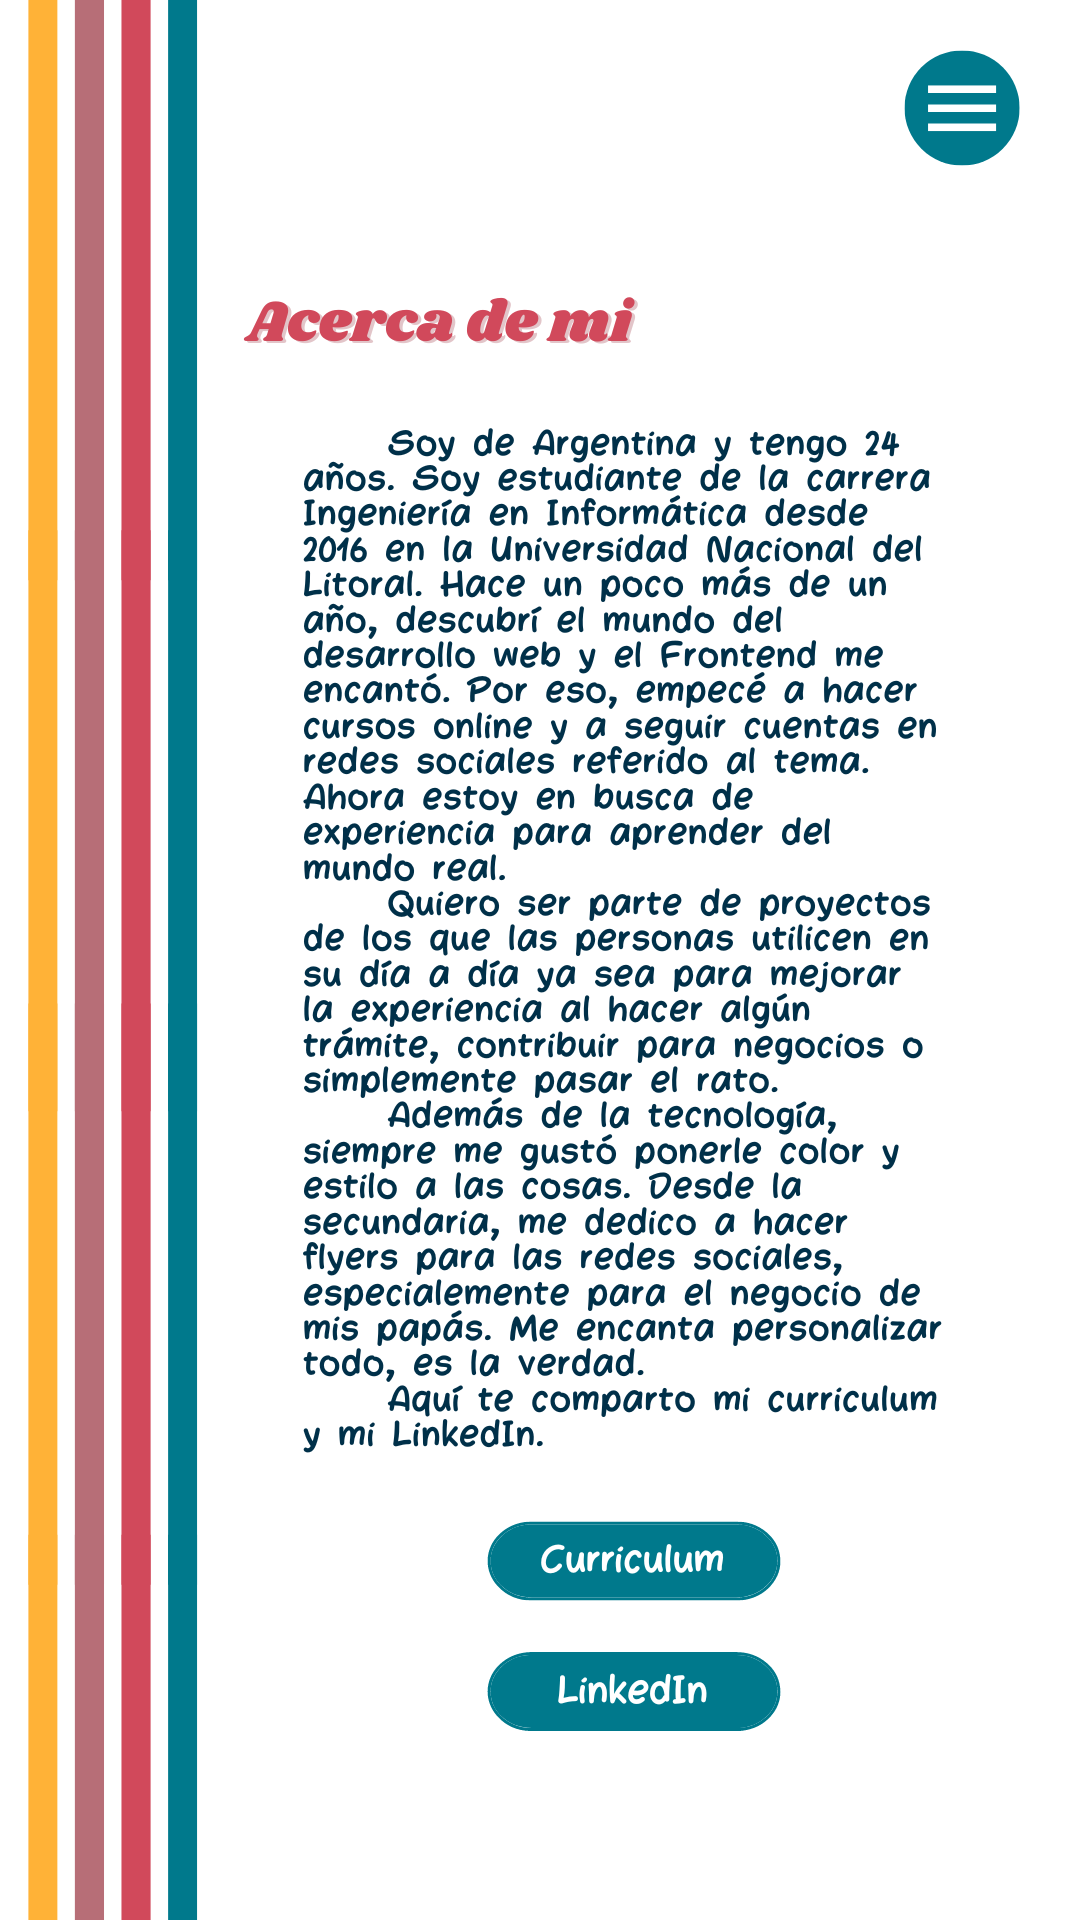 Acerca de mi
Soy de Argentina y tengo 24
años. Soy estudiante de la carrera
Ingeniería en Informática desde
2016 en la Universidad Nacional del
Litoral. Hace un poco más de un
año, descubrí el mundo del
desarrollo web y el Frontend me
encantó. Por eso, empecé a hacer
cursos online y a seguir cuentas en
redes sociales referido al tema.
Ahora estoy en busca de
experiencia para aprender del
mundo real.
Quiero ser parte de proyectos
de los que las personas utilicen en
su día a día ya sea para mejorar
la experiencia al hacer algún
trámite, contribuir para negocios o
simplemente pasar el rato.
Además de la tecnología,
siempre me gustó ponerle color y
estilo a las cosas. Desde la
secundaria, me dedico a hacer
flyers para las redes sociales,
especialemente para el negocio de
mis papás. Me encanta personalizar
todo, es la verdad.
Aquí te comparto mi curriculum
y mi LinkedIn.
Curriculum
LinkedIn